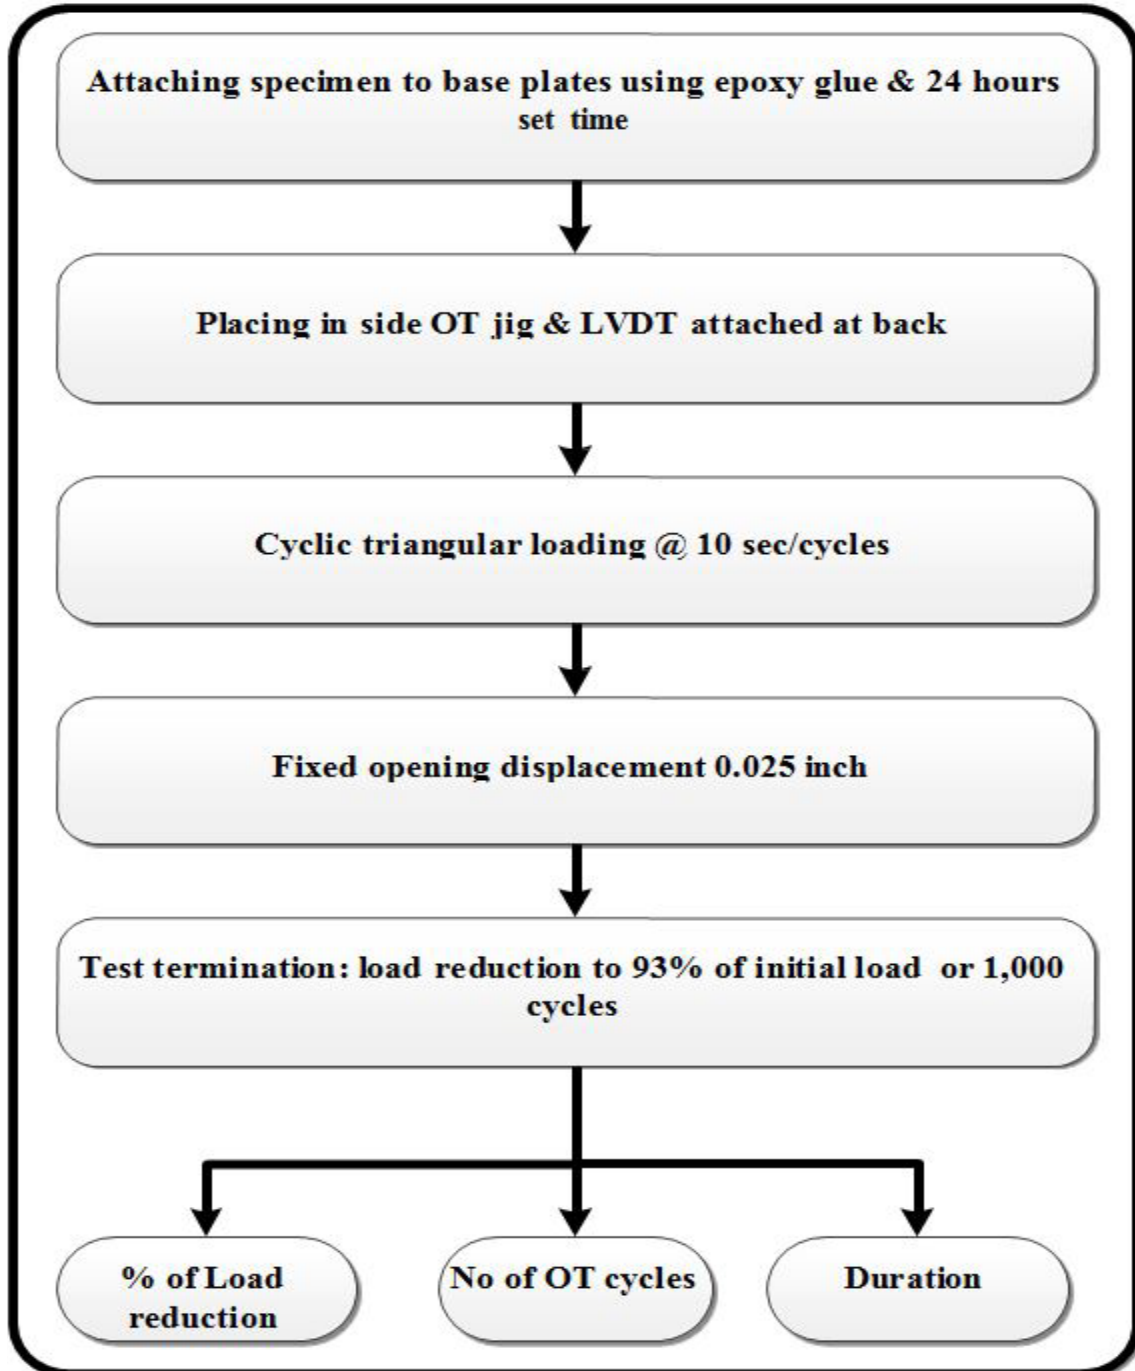 Attaching specimen to base plates using epoxy glue & 24 hours
set time
Placing in side OT jig & LVDT attached at back
Cyclic triangular loading @ 10 sec/cycles
Fixed opening displacement 0.025 inch
Test termination: load reduction to 93% of initial load or 1,000
cycles
% of Load
reduction
No of OT cycles
Duration